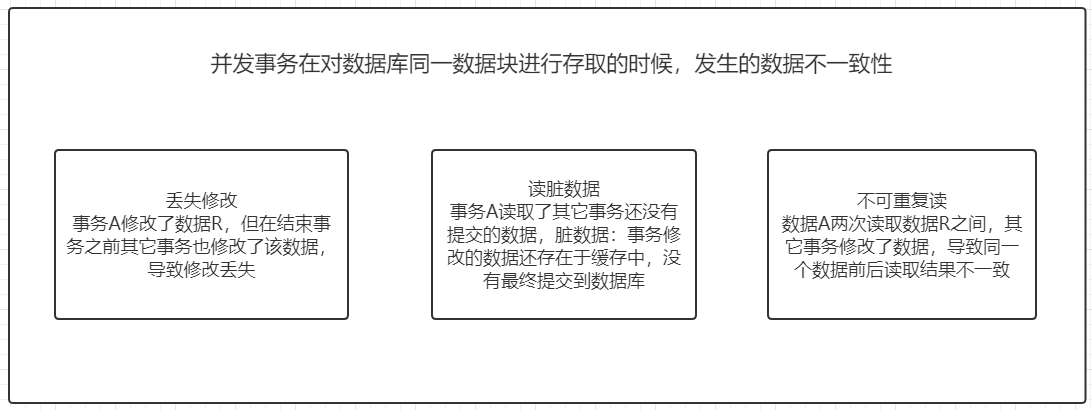 并发事务在对数据库同一数据块进行存取的时候，发生的数据不一致性
丢失修改
事务A修改了数据R，但在结束事
务之前其它事务也修改了该数据，
导致修改丢失
读脏数据
事务A读取了其它事务还没有
提交的数据，脏数据：事务修
改的数据还存在于缓存中，没
有最终提交到数据库
不可重复读
数据A两次读取数据R之间，其
它事务修改了数据，导致同一
个数据前后读取结果不一致